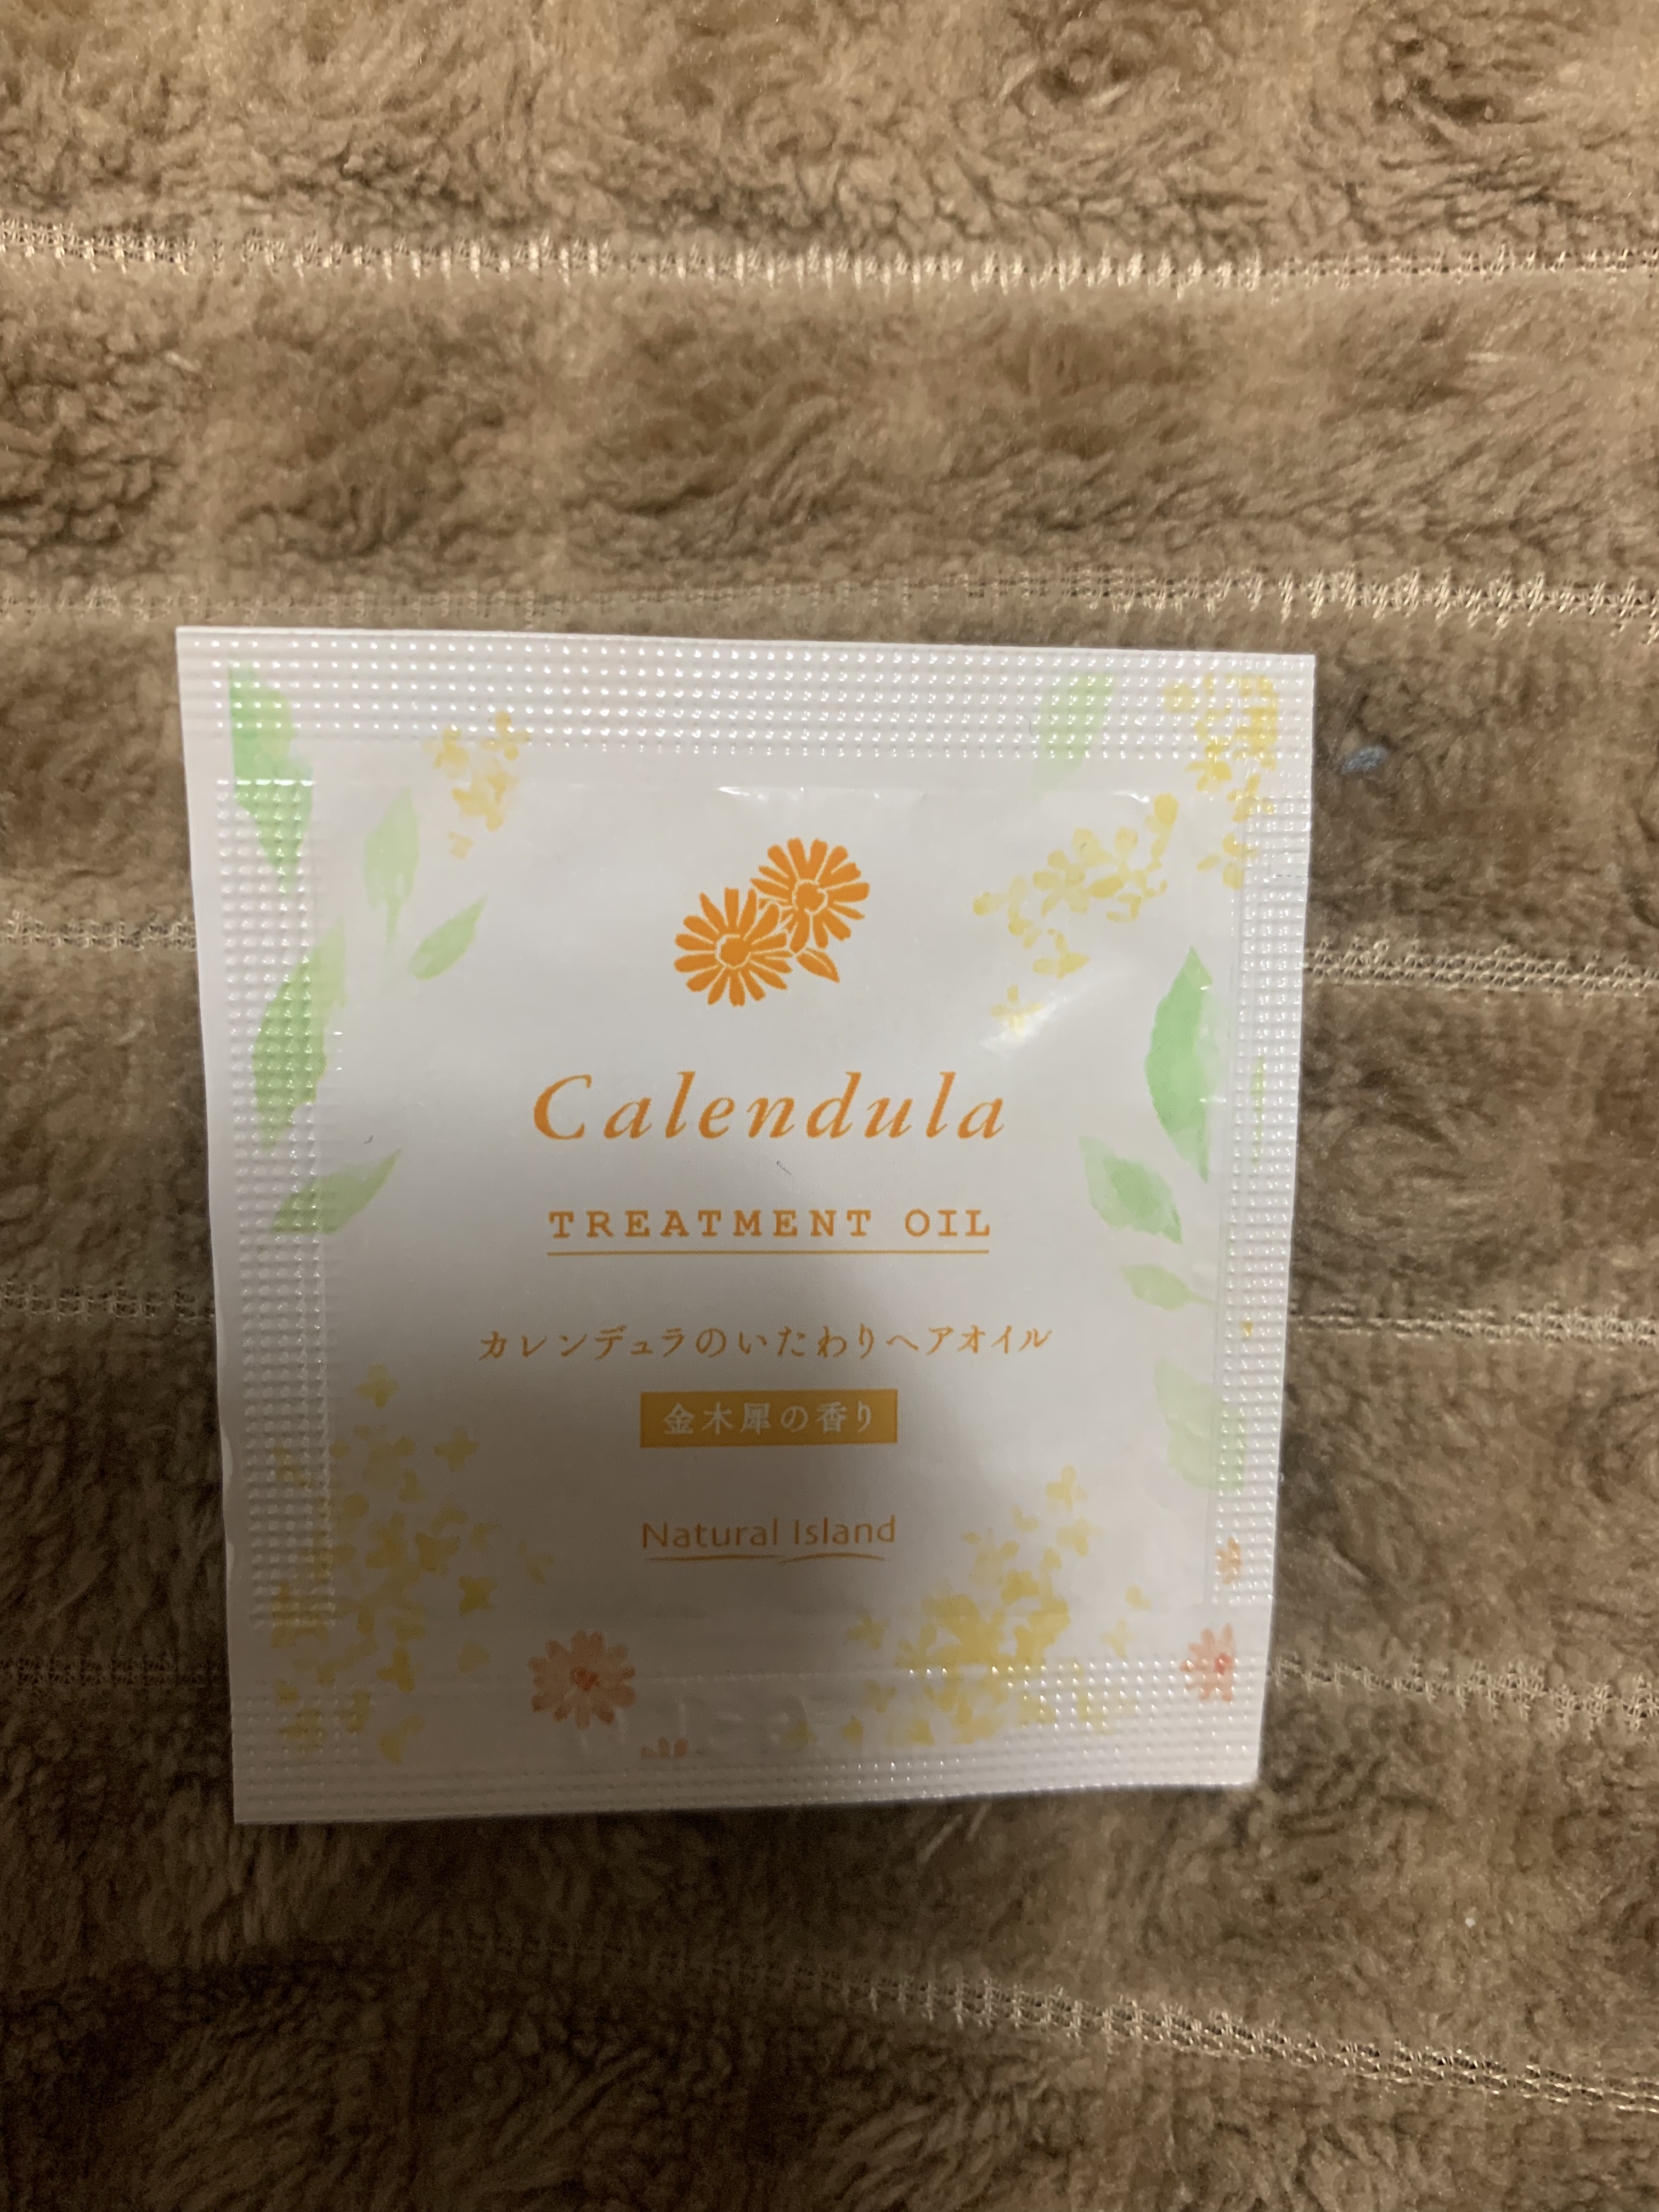 Calendula
TREATMENT OIL
カレンデュラのいたわりヘアオイル
金木犀の香り
Natural Island